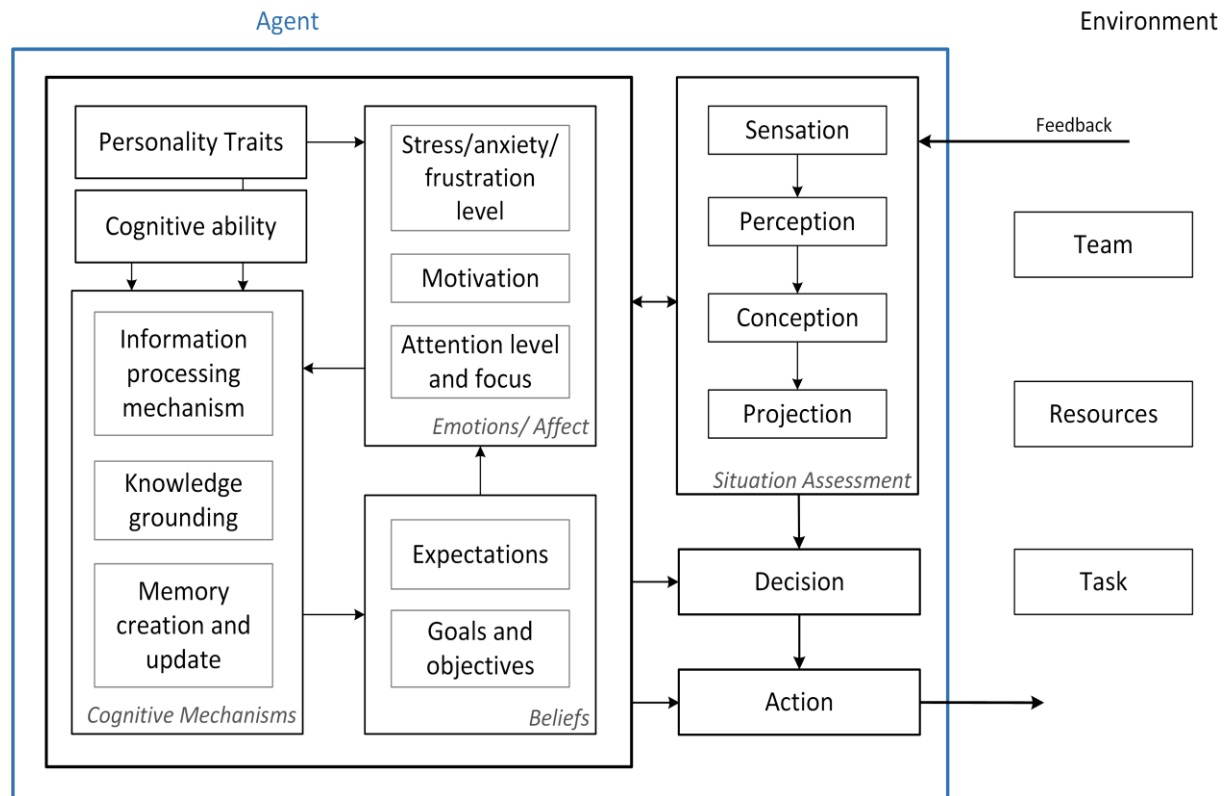 Agent
Environment
Personality Traits
Cognitive ability
Information
processing
mechanism
Knowledge
grounding
Memory
creation and
update
Cognitive Mechanisms
Stress/anxiety/
frustration
level
Motivation
Attention level
and focus
Emotions/ Affect
Expectations
Goals and
objectives
Beliefs
Sensation
Perception
Conception
Projection
Situation Assessment
Decision
Action
Feedback
Team
Resources
Task